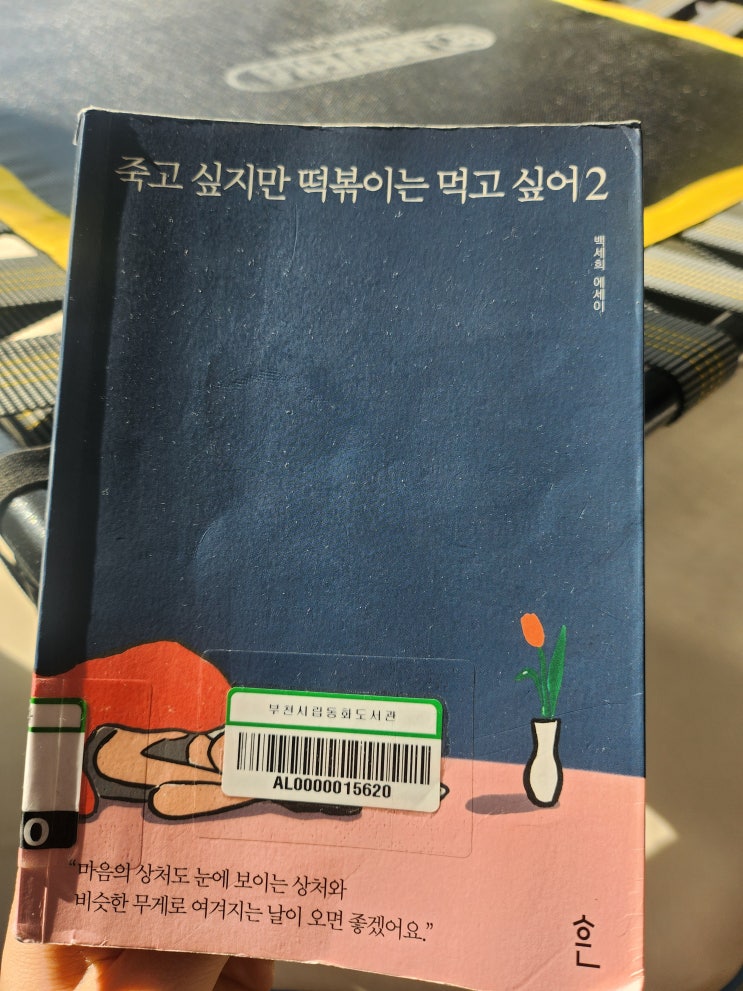 죽고 싶지만 떡볶이는 먹고 싶어 2
백세희 에세이
부천시립동화도서관
AL0000015620
O
“마음의 상처도 눈에 보이는 상처와
비슷한 무게로 여겨지는 날이 오면 좋겠어요.”
흔